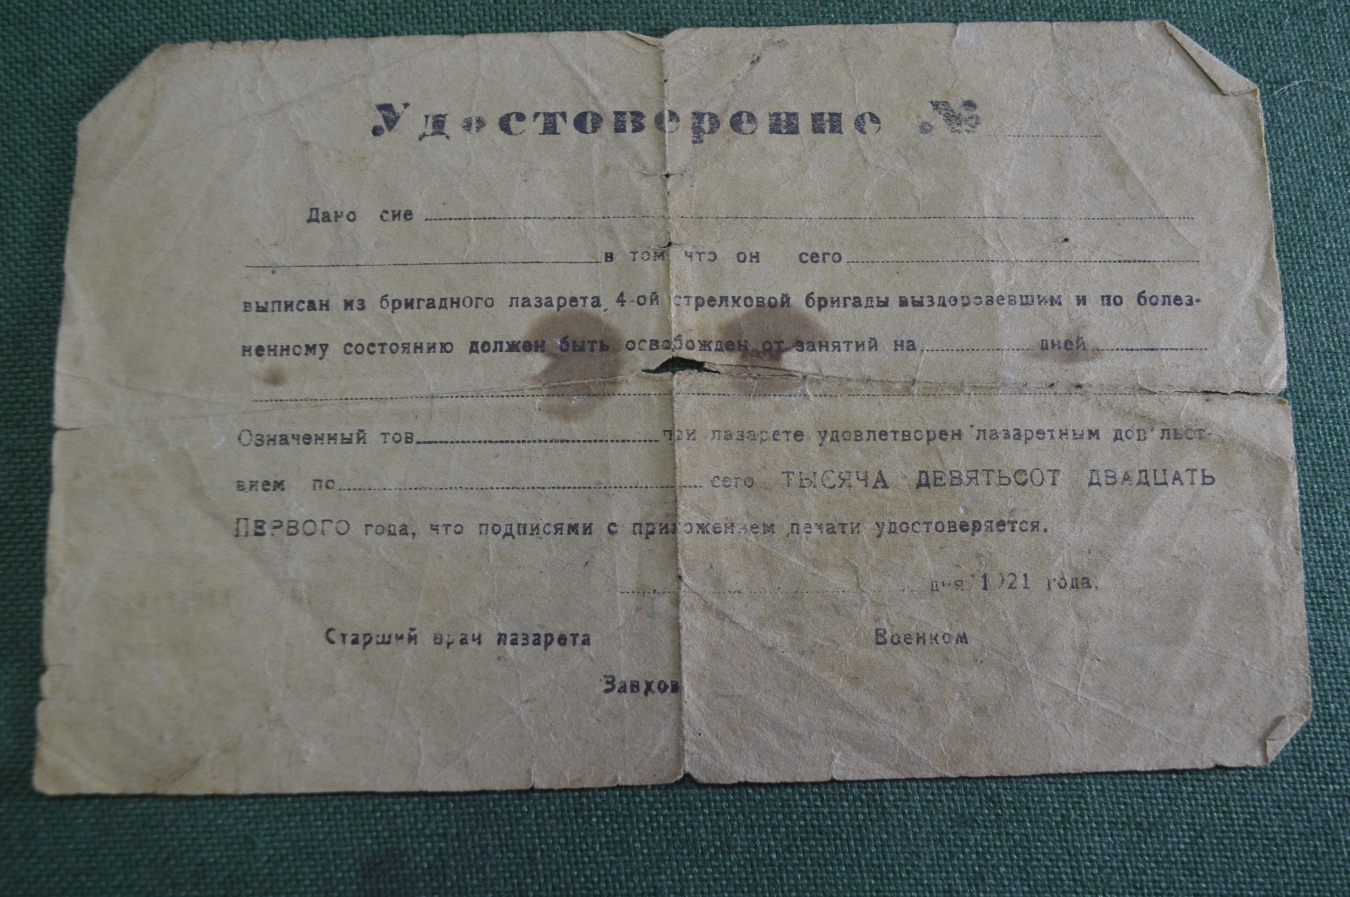 Удостоверение №
Дано сие
в том что он сего
выписан из бригадного лазарета 4-ой стрелковой бригады выздоровевшим и по болез-
ненному состоянию должен быть освобожден от занятий на дней
Означенный тов. при лазарете удовлетворен лазаретным довольст-
вием по сего ТЫСЯЧА ДЕВЯТЬСОТ ДВАДЦАТЬ
ПЕРВОГО года, что подписями с приложением печати удостоверяется.
дня 1921 года.
Старший врач лазарета Военком
Завхоз